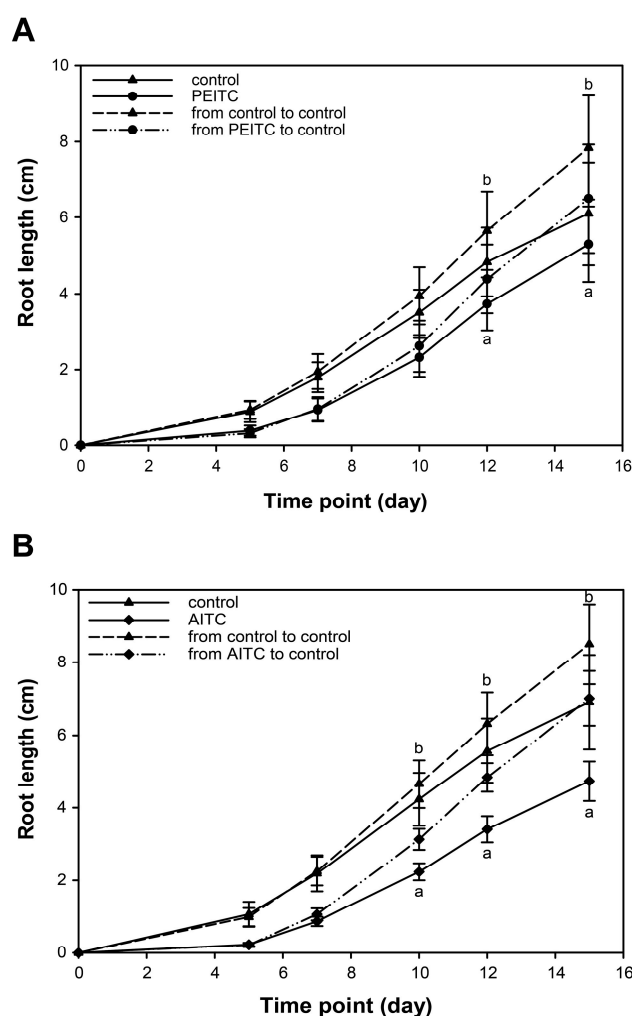 A
10
8
6
4
2
0
Root length (cm)
control
PEITC
from control to control
from PEITC to control
b
b
a
a
0 2 4 6 8 10 12 14 16
Time point (day)
B
10
8
6
4
2
0
Root length (cm)
control
AITC
from control to control
from AITC to control
b
b
b
a
a
a
0 2 4 6 8 10 12 14 16
Time point (day)